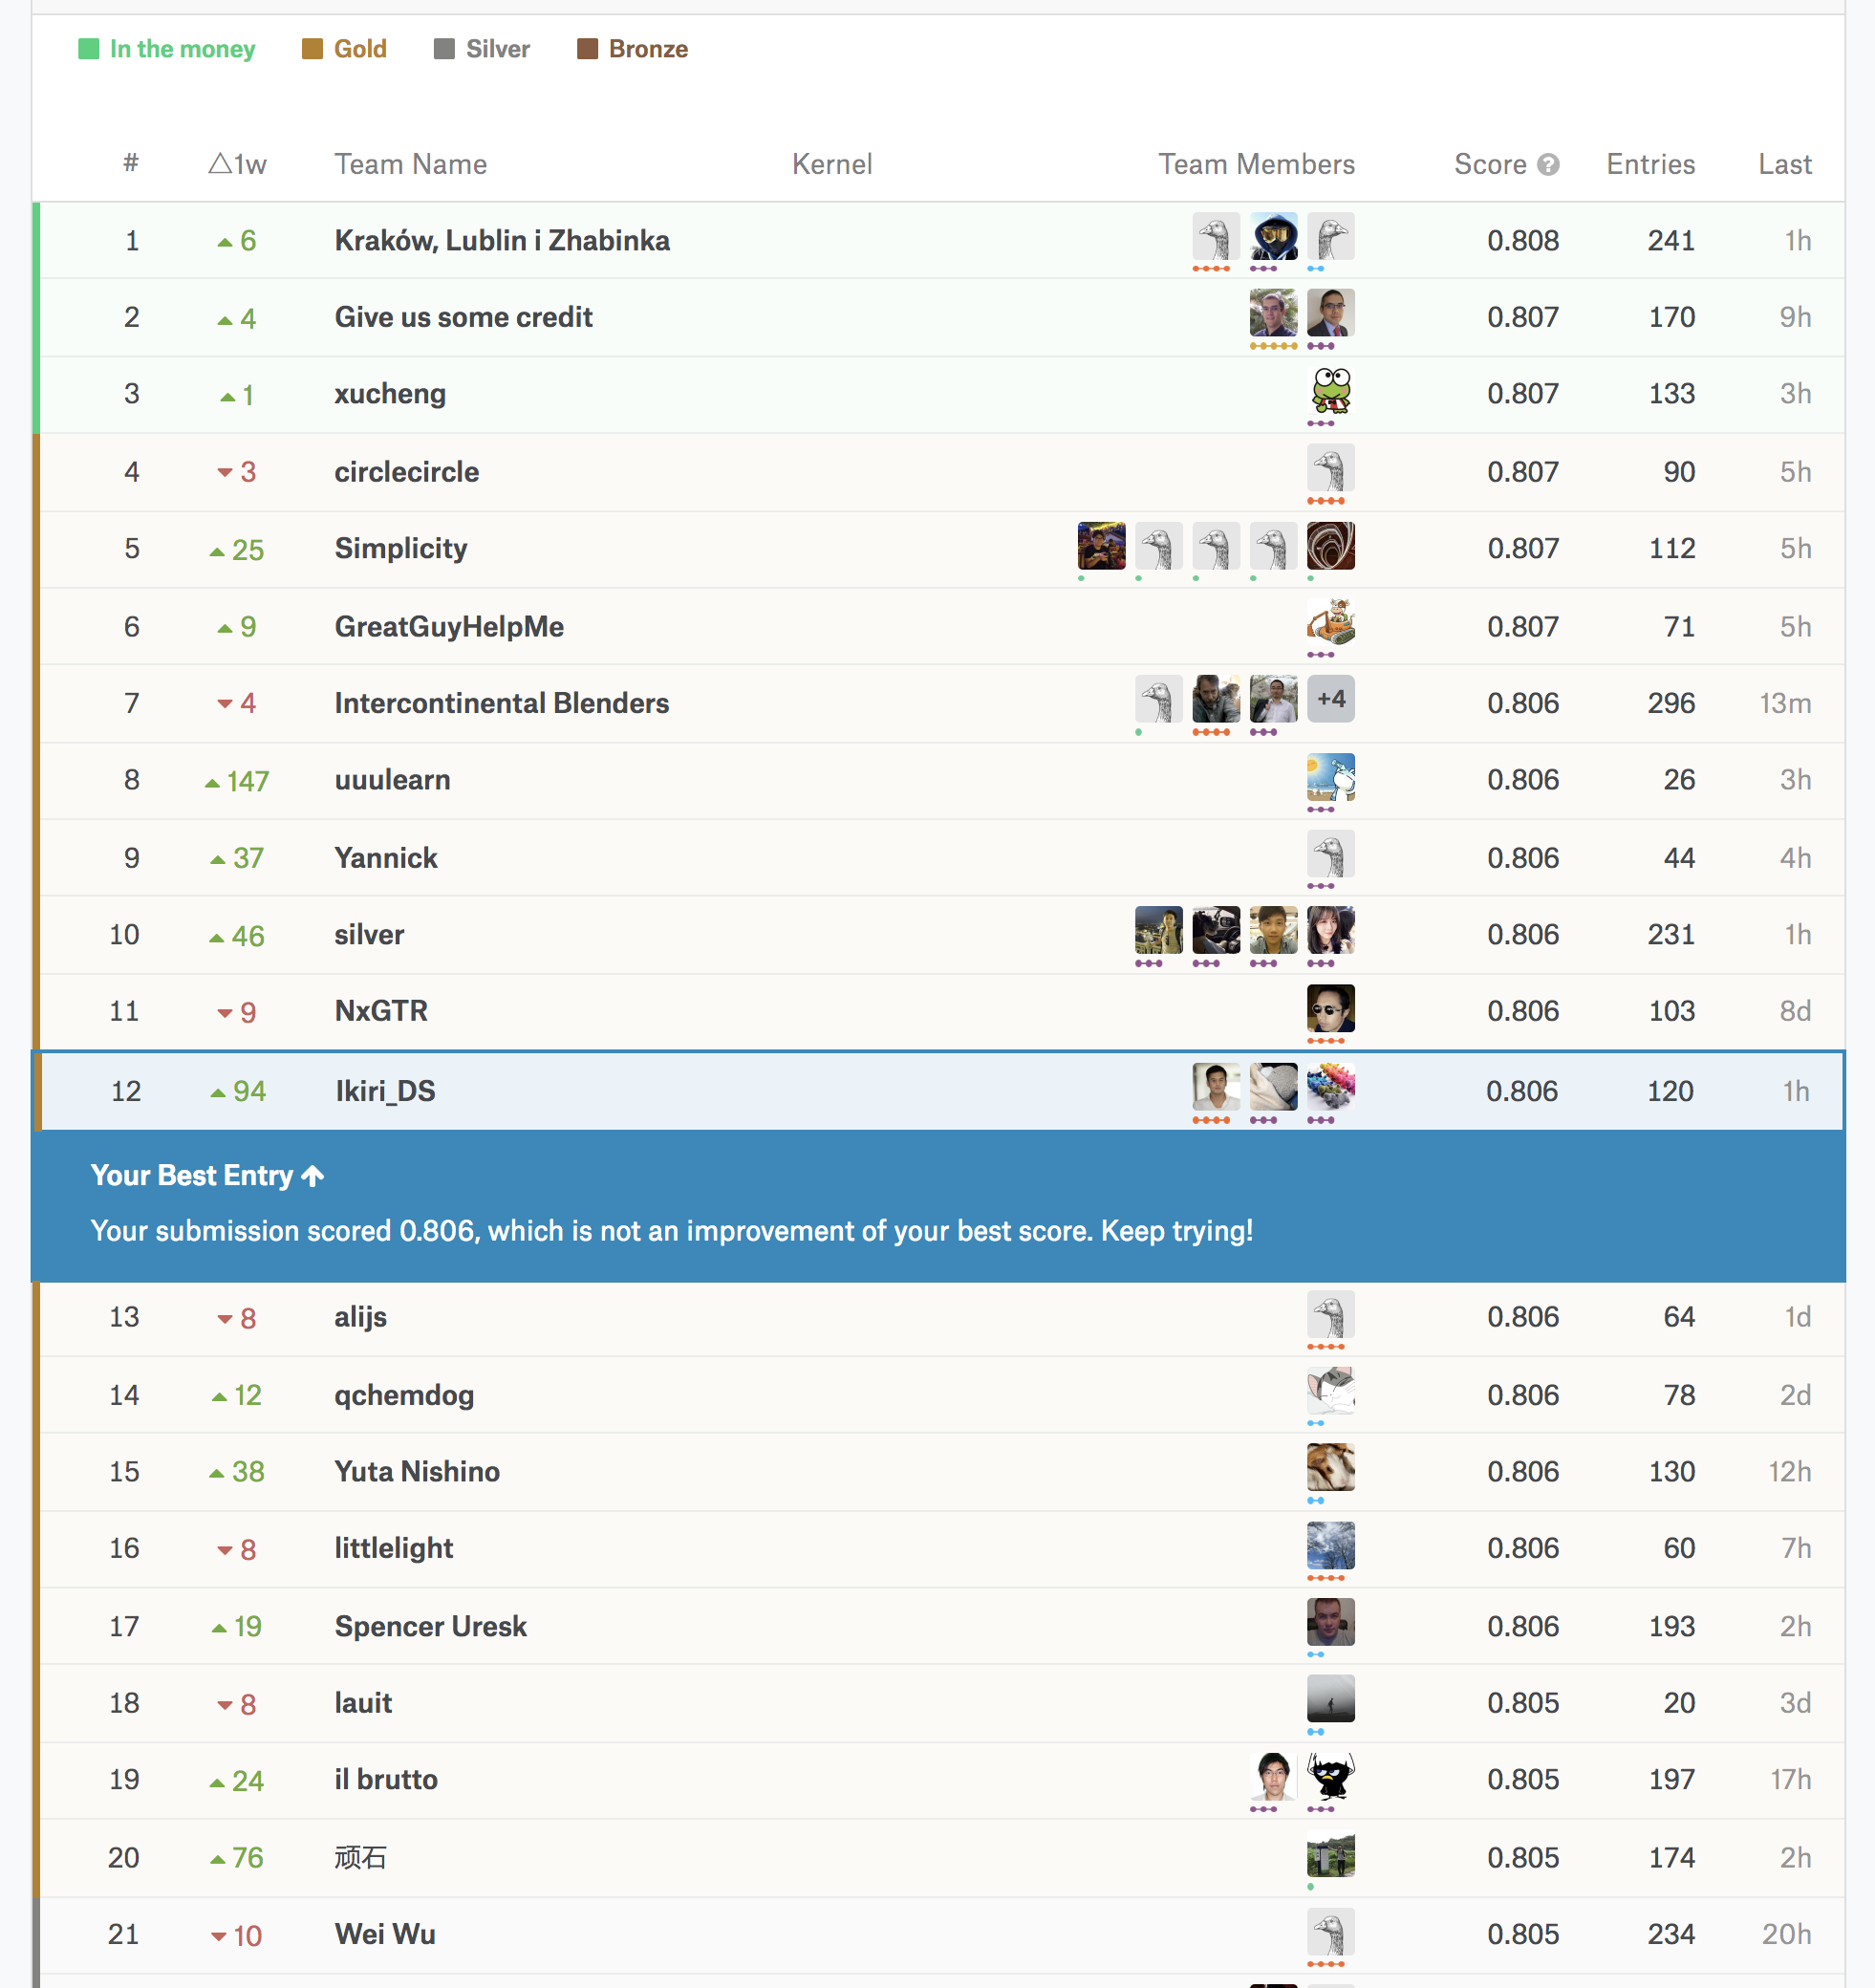 In the money Gold Silver Bronze
# △1w Team Name Kernel Team Members Score ? Entries Last
1 ▲ 6 Kraków, Lublin i Zhabinka 0.808 241 1h
2 ▲ 4 Give us some credit 0.807 170 9h
3 ▲ 1 xucheng 0.807 133 3h
4 ▼ 3 circlecircle 0.807 90 5h
5 ▲ 25 Simplicity 0.807 112 5h
6 ▲ 9 GreatGuyHelpMe 0.807 71 5h
7 ▼ 4 Intercontinental Blenders +4 0.806 296 13m
8 ▲ 147 uuulearn 0.806 26 3h
9 ▲ 37 Yannick 0.806 44 4h
10 ▲ 46 silver 0.806 231 1h
11 ▼ 9 NxGTR 0.806 103 8d
12 ▲ 94 Ikiri_DS 0.806 120 1h
Your Best Entry ↑
Your submission scored 0.806, which is not an improvement of your best score. Keep trying!
13 ▼ 8 alijs 0.806 64 1d
14 ▲ 12 qchemdog 0.806 78 2d
15 ▲ 38 Yuta Nishino 0.806 130 12h
16 ▼ 8 littlelight 0.806 60 7h
17 ▲ 19 Spencer Uresk 0.806 193 2h
18 ▼ 8 lauit 0.805 20 3d
19 ▲ 24 il brutto 0.805 197 17h
20 ▲ 76 顽石 0.805 174 2h
21 ▼ 10 Wei Wu 0.805 234 20h